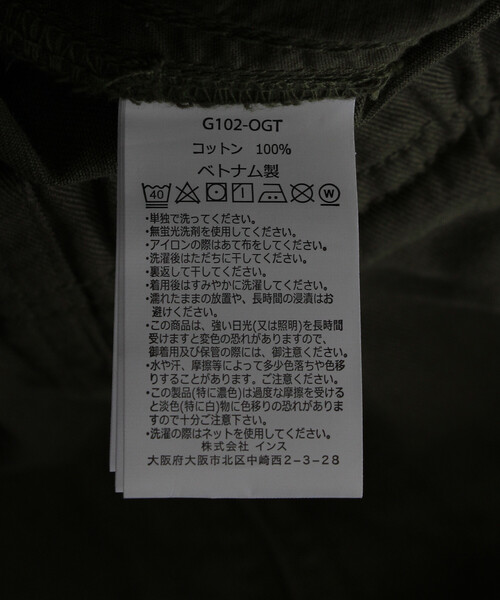 G102-OGT
コットン 100%
ベトナム製
40 W
・単独で洗ってください。
・無蛍光洗剤を使用してください。
・アイロンの際はあて布をしてください。
・洗濯後はただちに干してください。
・裏返して干してください。
・着用後はすみやかに洗濯してください。
・濡れたままの放置や、長時間の浸漬はお
避けください。
・この商品は、強い日光(又は照明)を長時間
受けますと変色の恐れがありますので、
御着用及び保管の際には、御注意ください。
・水や汗、摩擦等によって多少色落ちや色移
りすることがあります。ご注意ください。
・この製品(特に濃色)は過度な摩擦を受ける
と淡色(特に白)物に色移りの恐れがありま
すので十分ご注意下さい。
・洗濯の際はネットを使用してください。
株式会社 インス
大阪府大阪市北区中崎西2-3-28